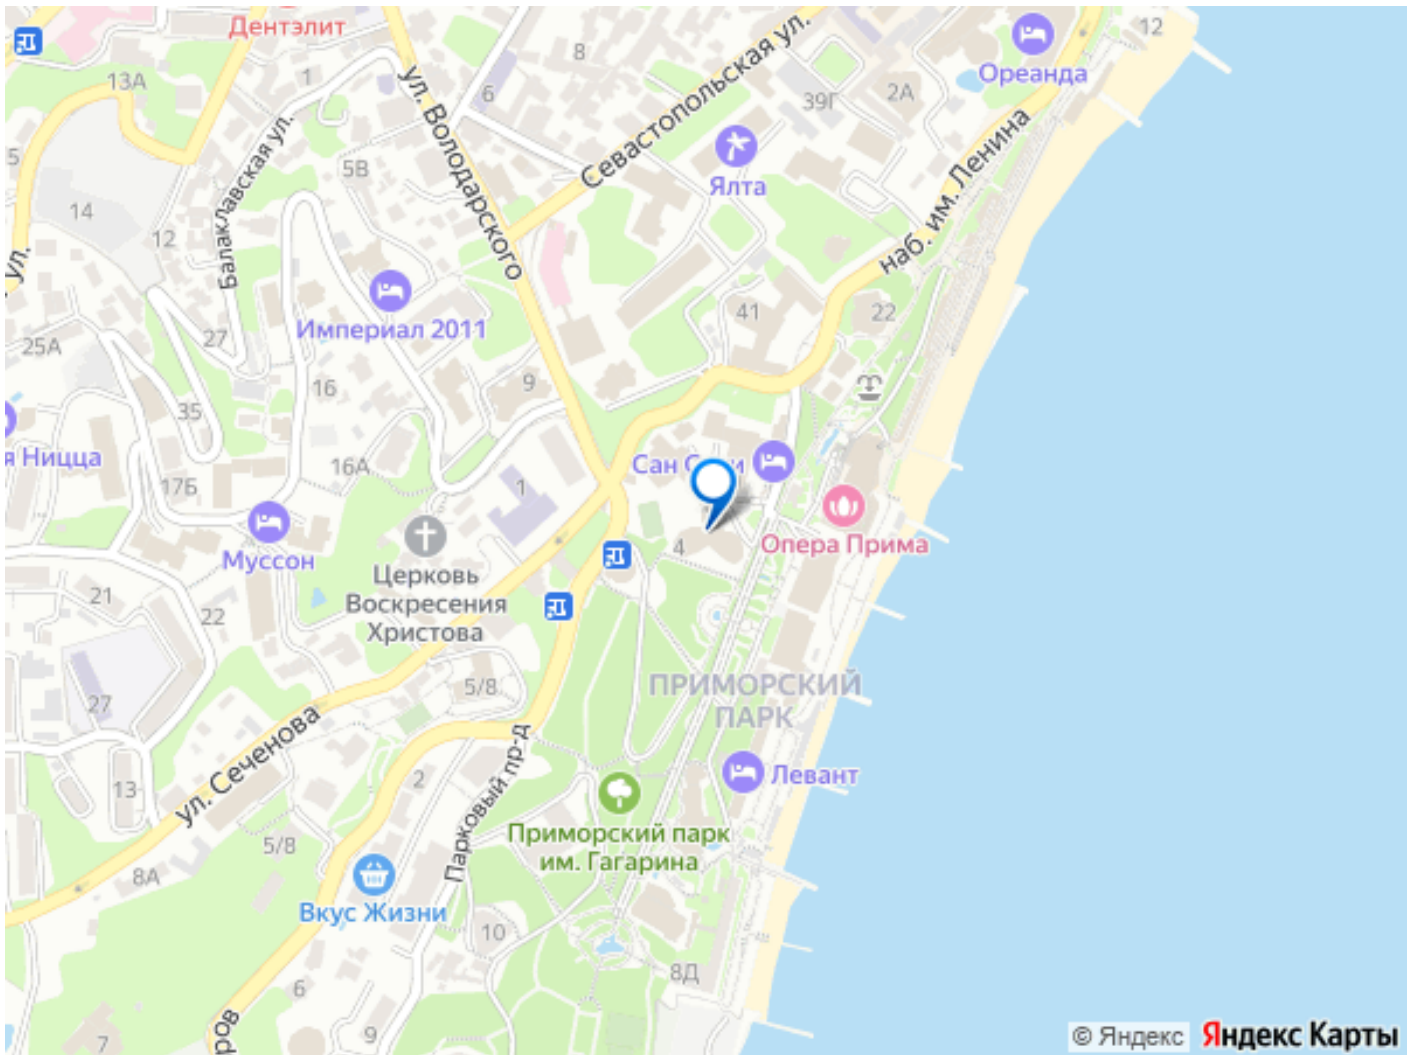 Дентэлит
12
Ореанда
13А
1
8
6
ул. Володарского
Севастопольская ул.
39Г
2А
наб. им. Ленина
Балаклавская ул.
5В
Ялта
5
14
12
ул.
Империал 2011
27
25А
41
22
16
9
35
я Ницца
16А
17Б
1
Муссон
Сан С
и
4
Опера Прима
Церковь
Воскресения
Христова
21
22
27
5/8
ПРИМОРСКИЙ
ПАРК
ул. Сеченова
13
2
Парковый пр-д
Левант
Приморский парк
им. Гагарина
5/8
8А
Вкус Жизни
10
8Д
6
9
7
ров
© Яндекс
Яндекс Карты